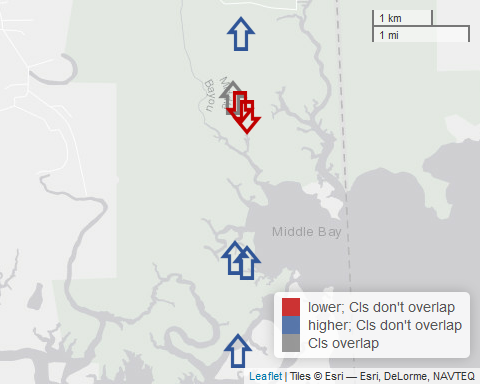 1 km
1 mi
Middle
Bayou
Middle Bay
lower; CIs don't overlap
higher; CIs don't overlap
CIs overlap
Leaflet | Tiles © Esri — Esri, DeLorme, NAVTEQ